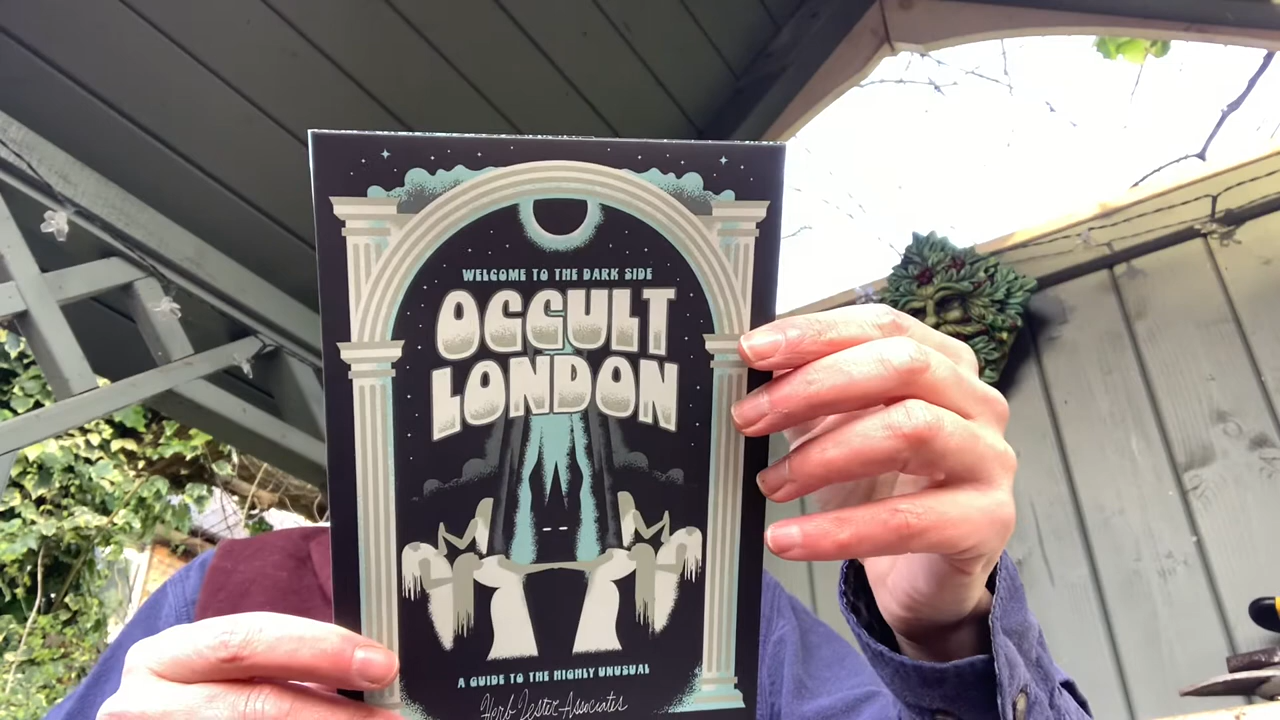 WELCOME TO THE DARK SIDE
OCCULT
LONDON
A GUIDE TO THE HIGHLY UNUSUAL
Herb Lester Associates